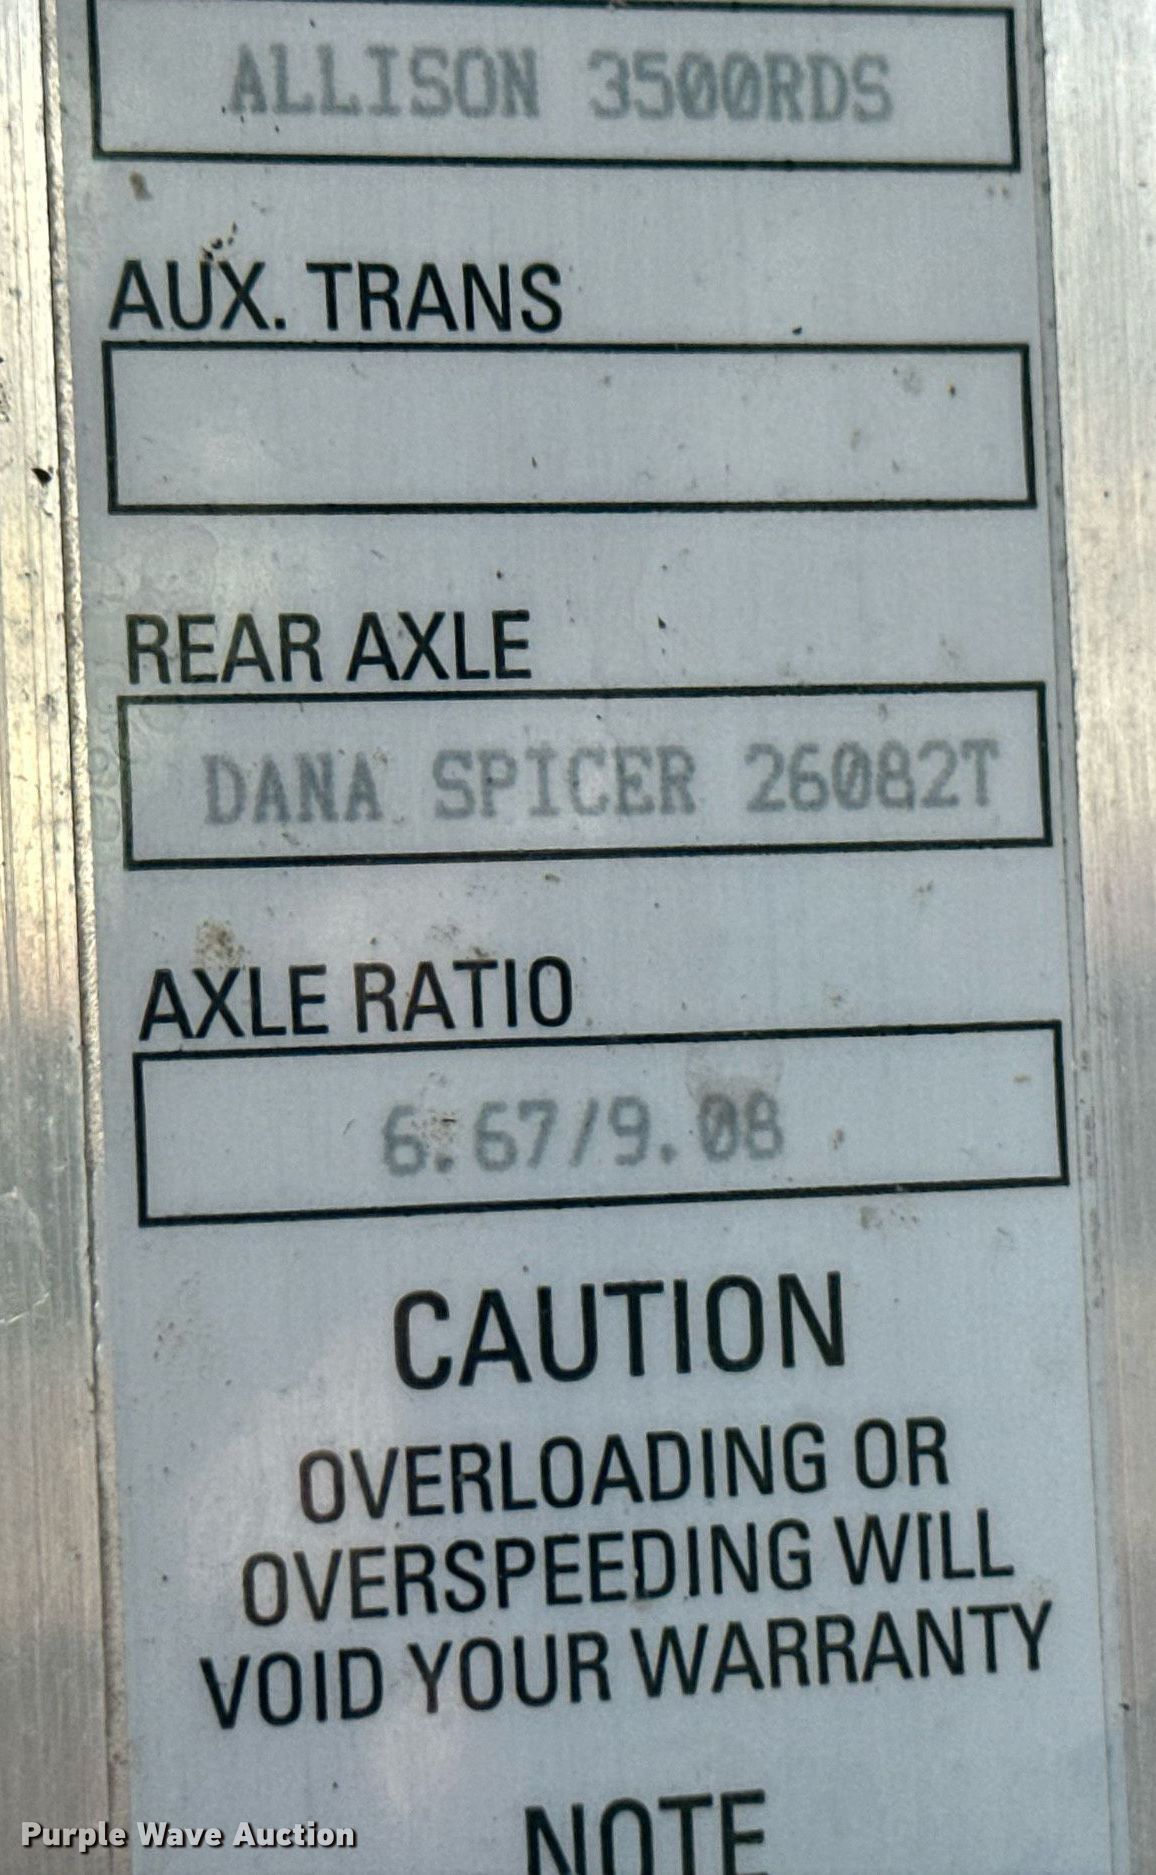 ALLISON 3500RDS
AUX. TRANS
REAR AXLE
DANA SPICER 26082T
AXLE RATIO
6.67/9.08
CAUTION
OVERLOADING OR
OVERSPEEDING WILL
VOID YOUR WARRANTY
NOTE
Purple Wave Auction